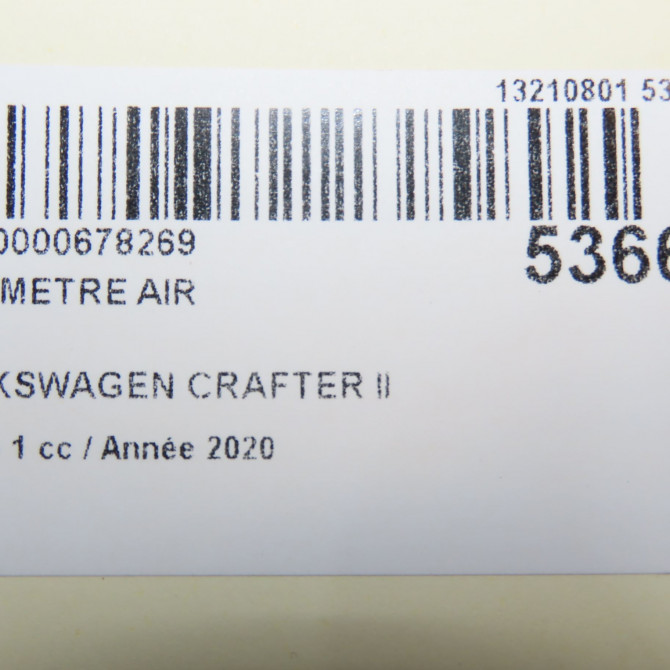 13210801 53
0000678269
5366
METRE AIR
KSWAGEN CRAFTER II
1 cc / Année 2020